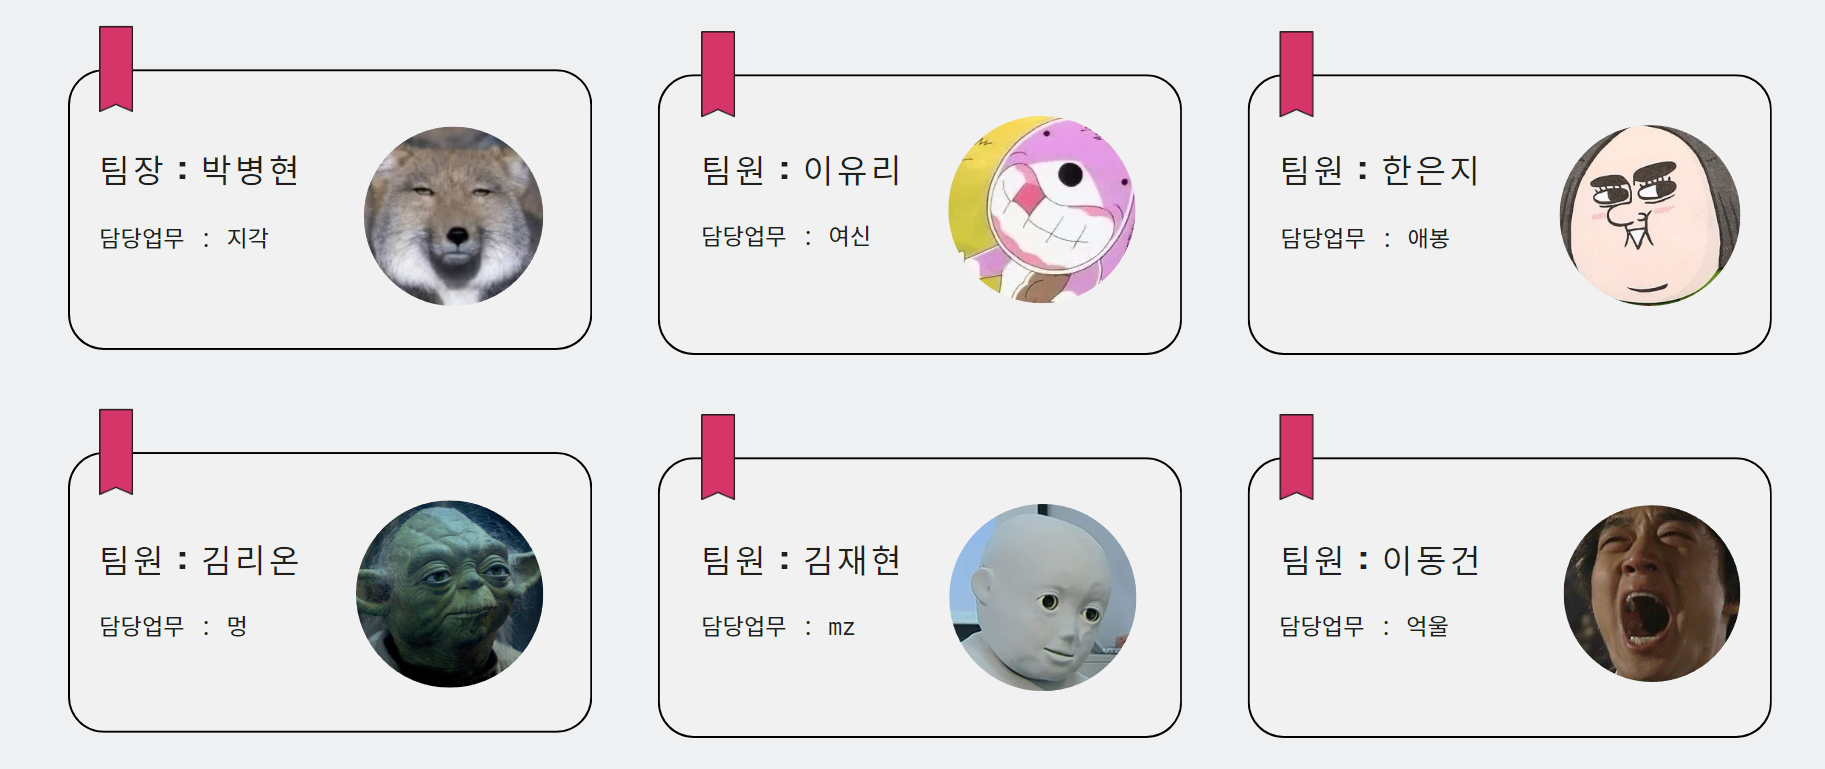 팀장 : 박병현
담당업무 : 지각
팀원 : 이유리
담당업무 : 여신
팀원 : 한은지
담당업무 : 애봉
팀원 : 김리온
담당업무 : 멍
팀원 : 김재현
담당업무 : mz
팀원 : 이동건
담당업무 : 억울